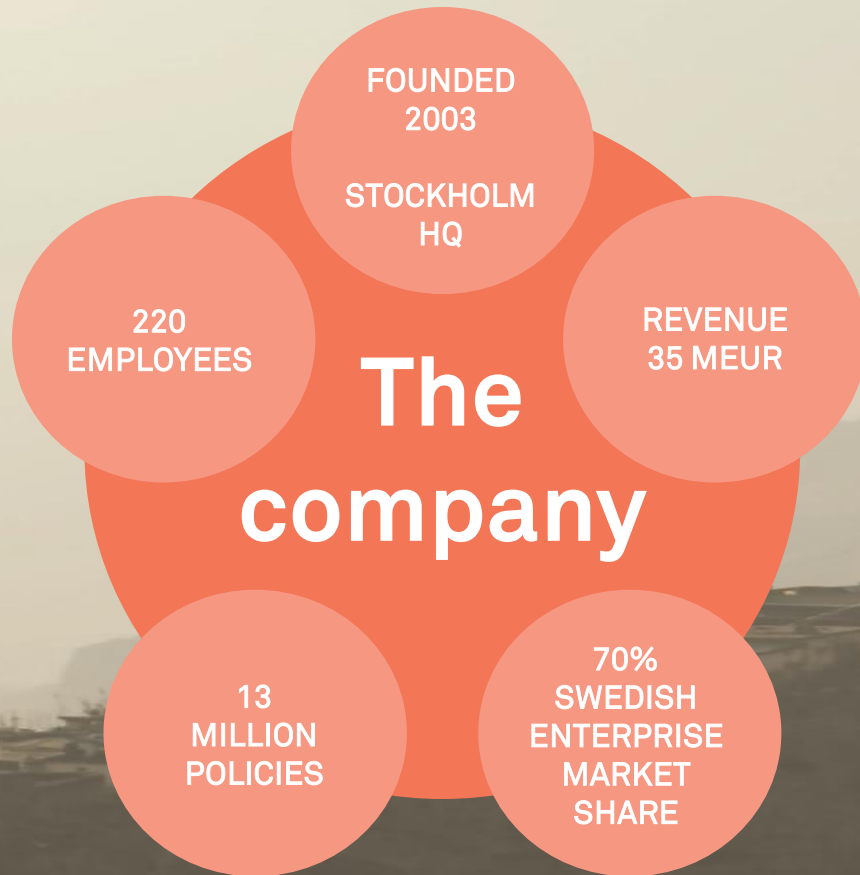 FOUNDED
2003
STOCKHOLM
HQ
220
EMPLOYEES
REVENUE
35 MEUR
The
company
13
MILLION
POLICIES
70%
SWEDISH
ENTERPRISE
MARKET
SHARE